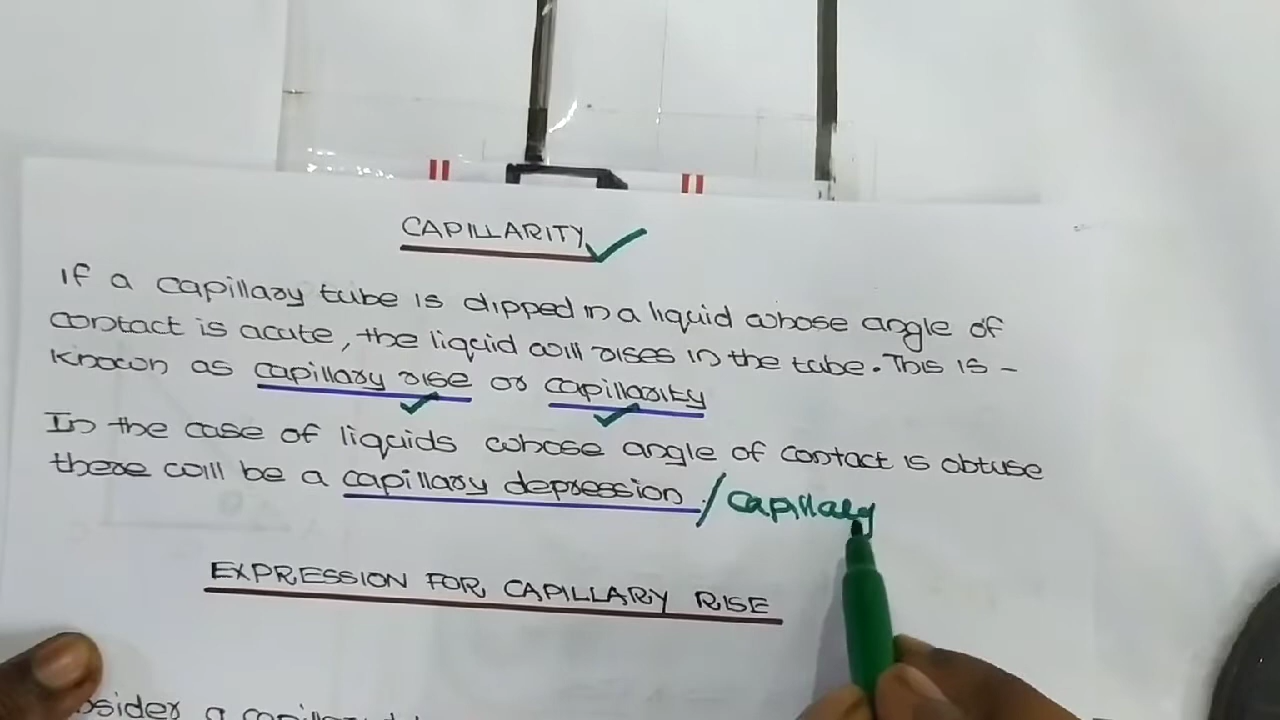 CAPILLARITY
If a capillary tube is dipped in a liquid whose angle of
contact is acute, the liquid will rises in the tube. This is -
Known as capillary rise or capillarity
In the case of liquids whose angle of contact is obtuse
there will be a capillary depression. / Capillary
EXPRESSION FOR CAPILLARY RISE